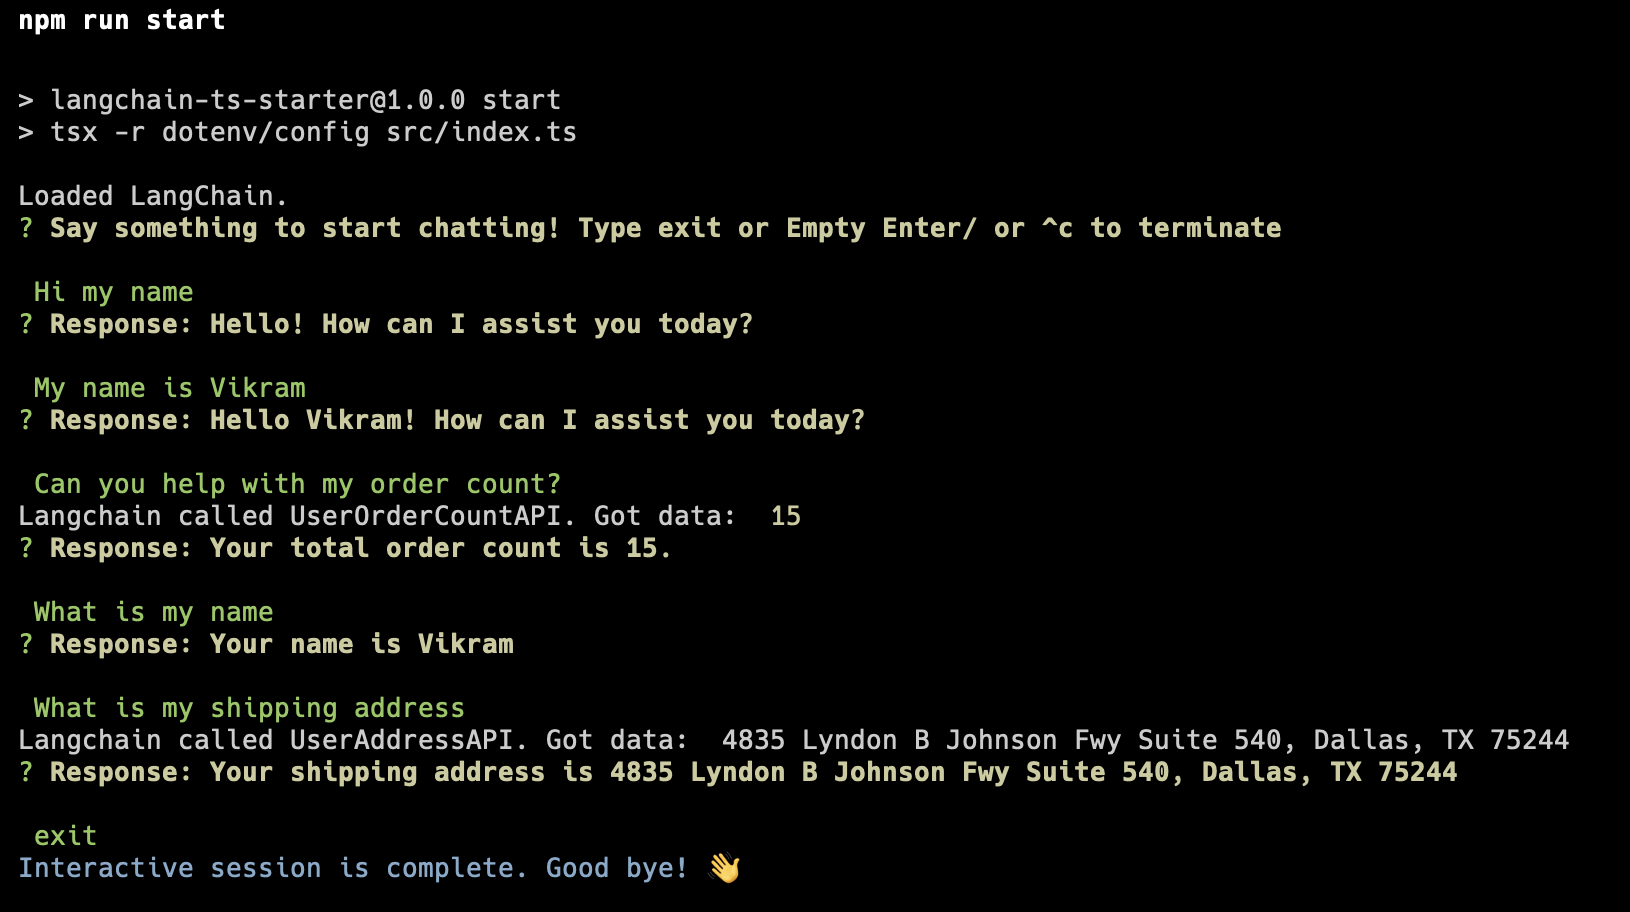 npm run start
> langchain-ts-starter@1.0.0 start
> tsx -r dotenv/config src/index.ts
Loaded LangChain.
? Say something to start chatting! Type exit or Empty Enter/ or ^c to terminate
Hi my name
? Response: Hello! How can I assist you today?
My name is Vikram
? Response: Hello Vikram! How can I assist you today?
Can you help with my order count?
Langchain called UserOrderCountAPI. Got data:  15
? Response: Your total order count is 15.
What is my name
? Response: Your name is Vikram
What is my shipping address
Langchain called UserAddressAPI. Got data:  4835 Lyndon B Johnson Fwy Suite 540, Dallas, TX 75244
? Response: Your shipping address is 4835 Lyndon B Johnson Fwy Suite 540, Dallas, TX 75244
exit
Interactive session is complete. Good bye! 👋